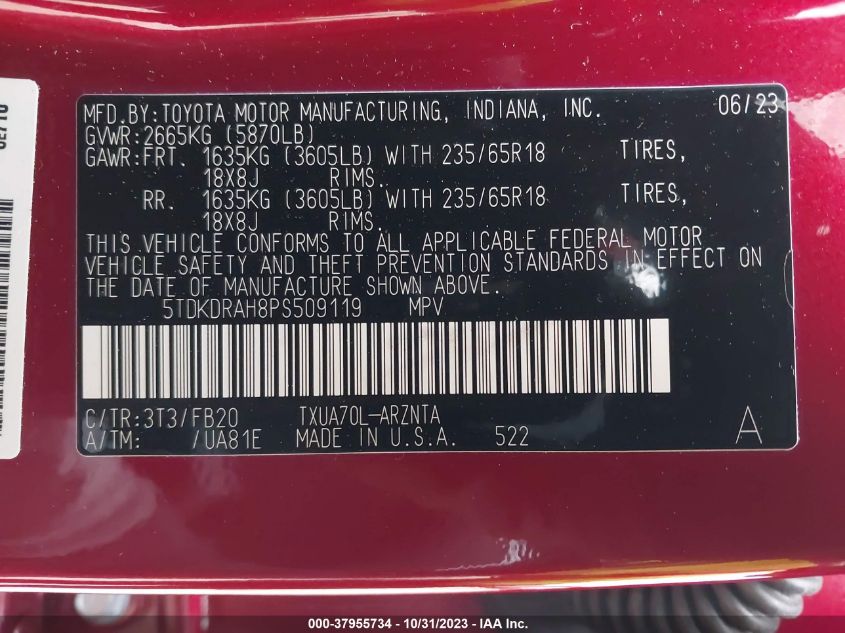 MFD.BY:TOYOTA MOTOR MANUFACTURING, INDIANA, INC. 06/23
GVWR:2665KG (5870LB)
GAWR:FRT. 1635KG (3605LB) WITH 235/65R18 TIRES,
18X8J RIMS.
RR. 1635KG (3605LB) WITH 235/65R18 TIRES,
18X8J RIMS.
THIS VEHICLE CONFORMS TO ALL APPLICABLE FEDERAL MOTOR
VEHICLE SAFETY AND THEFT PREVENTION STANDARDS IN EFFECT ON
THE DATE OF MANUFACTURE SHOWN ABOVE.
5TDKDRAH8PS509119 MPV
C/TR:3T3/FB20 TXUA70L-ARZNTA
A/TM: /UA81E MADE IN U.S.A. 522 A
000-37955734 - 10/31/2023 - IAA Inc.